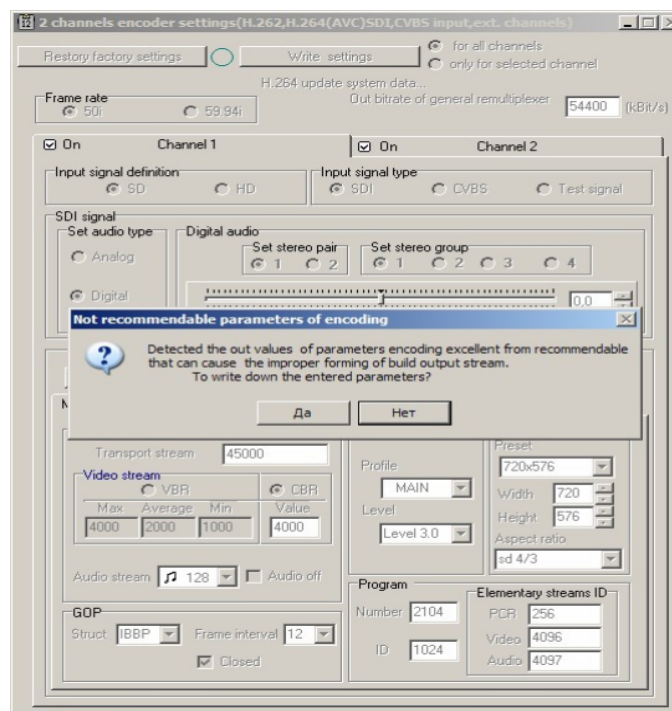 2 channels encoder settings(H.262,H.264(AVC)SDI,CVBS input,ext. channels)
Restory factory settings
Write settings
for all channels
only for selected channel
H.264 update system data...
Frame rate
50i
59.94i
Out bitrate of general remultiplexer
54400
(kBit/s)
On Channel 1
On Channel 2
Input signal definition
SD
HD
Input signal type
SDI
CVBS
Test signal
SDI signal
Set audio type
Analog
Digital
Digital audio
Set stereo pair
1 2
Set stereo group
1 2 3 4
0,0
Not recommendable parameters of encoding
Detected the out values of parameters encoding excellent from recommendable
that can cause the improper forming of build output stream.
To write down the entered parameters?
Да
Нет
Transport stream 45000
Video stream
VBR
CBR
Max Average Min Value
4000 2000 1000 4000
Audio stream 128
Audio off
GOP
Struct IBBP
Frame interval 12
Closed
Profile
MAIN
Level
Level 3.0
Preset
720x576
Width 720
Height 576
Aspect ratio
sd 4/3
Program
Number 2104
ID 1024
Elementary streams ID
PCR 256
Video 4096
Audio 4097